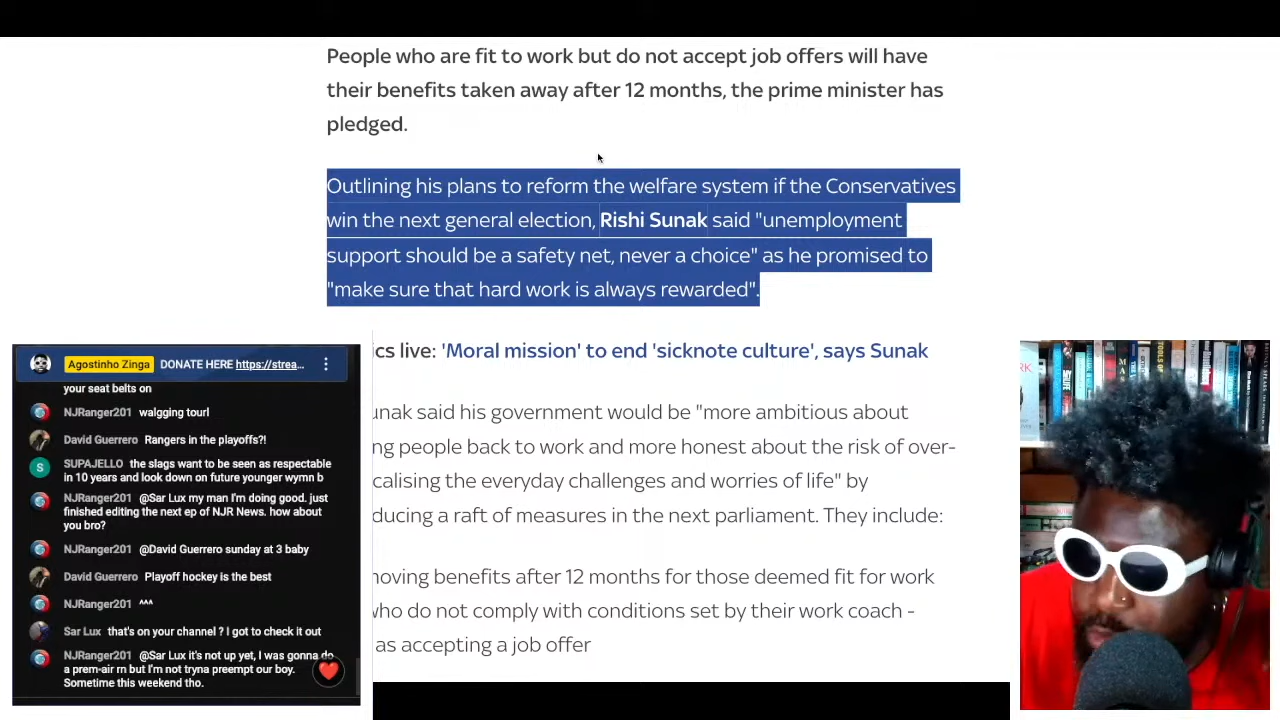 People who are fit to work but do not accept job offers will have
their benefits taken away after 12 months, the prime minister has
pledged.
Outlining his plans to reform the welfare system if the Conservatives
win the next general election, Rishi Sunak said "unemployment
support should be a safety net, never a choice" as he promised to
"make sure that hard work is always rewarded".
ics live: 'Moral mission' to end 'sicknote culture', says Sunak
unak said his government would be "more ambitious about
ng people back to work and more honest about the risk of over-
calising the everyday challenges and worries of life" by
ducing a raft of measures in the next parliament. They include:
noving benefits after 12 months for those deemed fit for work
who do not comply with conditions set by their work coach -
as accepting a job offer
Agostinho Zinga DONATE HERE https://strea...
your seat belts on
NJRanger201 walgging tourl
David Guerrero Rangers in the playoffs?!
S SUPAJELLO the slags want to be seen as respectable
in 10 years and look down on future younger wymn b
NJRanger201 @Sar Lux my man I'm doing good. just
finished editing the next ep of NJR News. how about
you bro?
NJRanger201 @David Guerrero sunday at 3 baby
David Guerrero Playoff hockey is the best
NJRanger201 ^^^
Sar Lux that's on your channel ? I got to check it out
NJRanger201 @Sar Lux it's not up yet, I was gonna do
a prem-air rn but I'm not tryna preempt our boy.
Sometime this weekend tho.